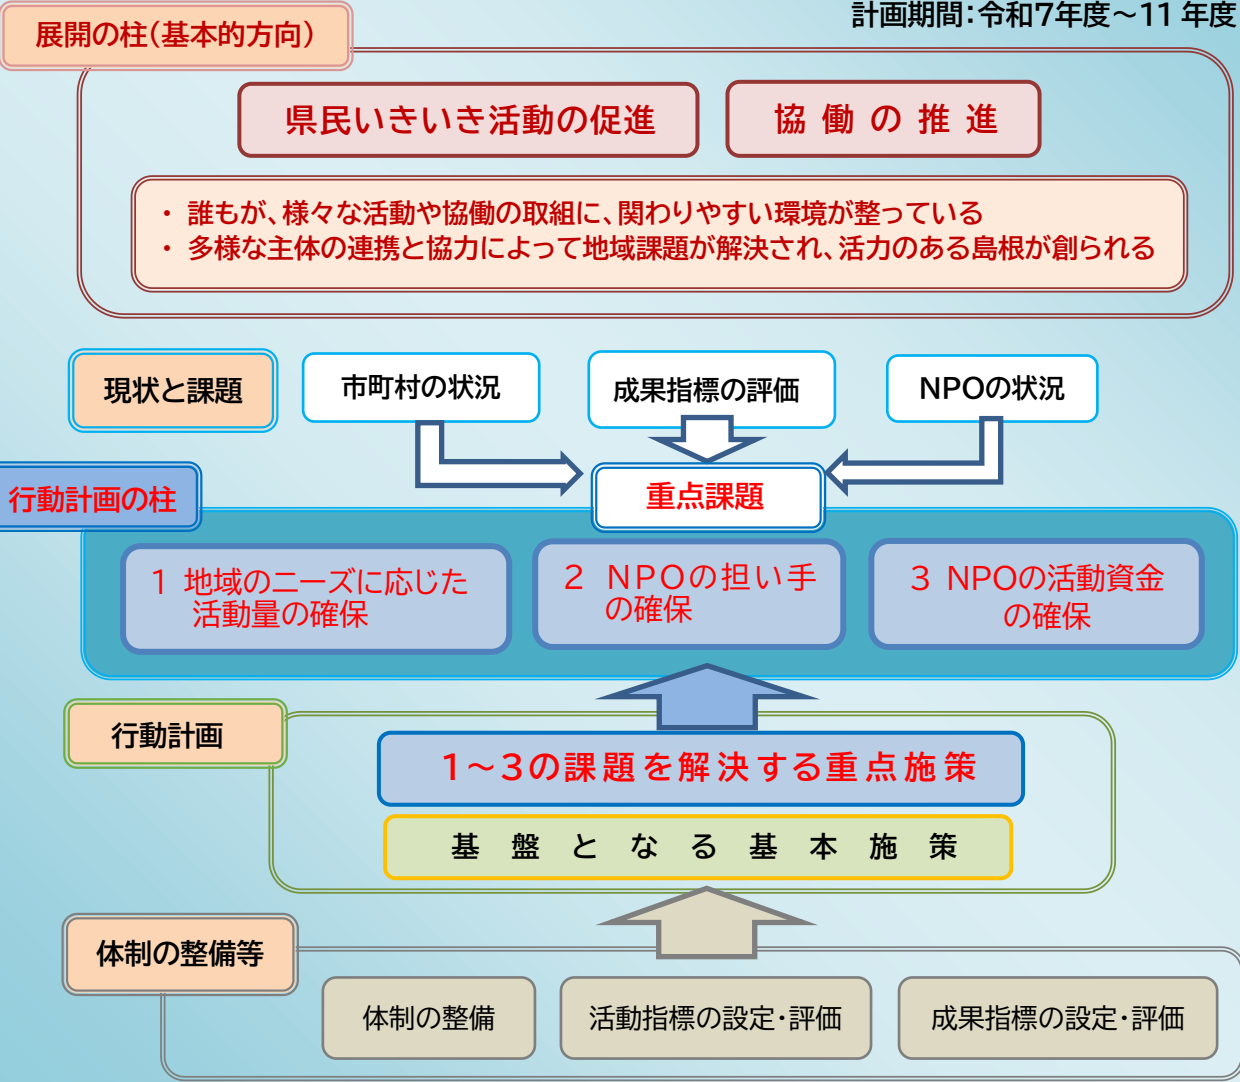 計画期間：令和7年度～11年度
展開の柱（基本的方向）
県民いきいき活動の促進
協働の推進
・ 誰もが、様々な活動や協働の取組に、関わりやすい環境が整っている
・ 多様な主体の連携と協力によって地域課題が解決され、活力のある島根が創られる
現状と課題
市町村の状況
成果指標の評価
NPOの状況
行動計画の柱
重点課題
1 地域のニーズに応じた
活動量の確保
2 NPOの担い手
の確保
3 NPOの活動資金
の確保
行動計画
1～3の課題を解決する重点施策
基盤となる基本施策
体制の整備等
体制の整備
活動指標の設定・評価
成果指標の設定・評価